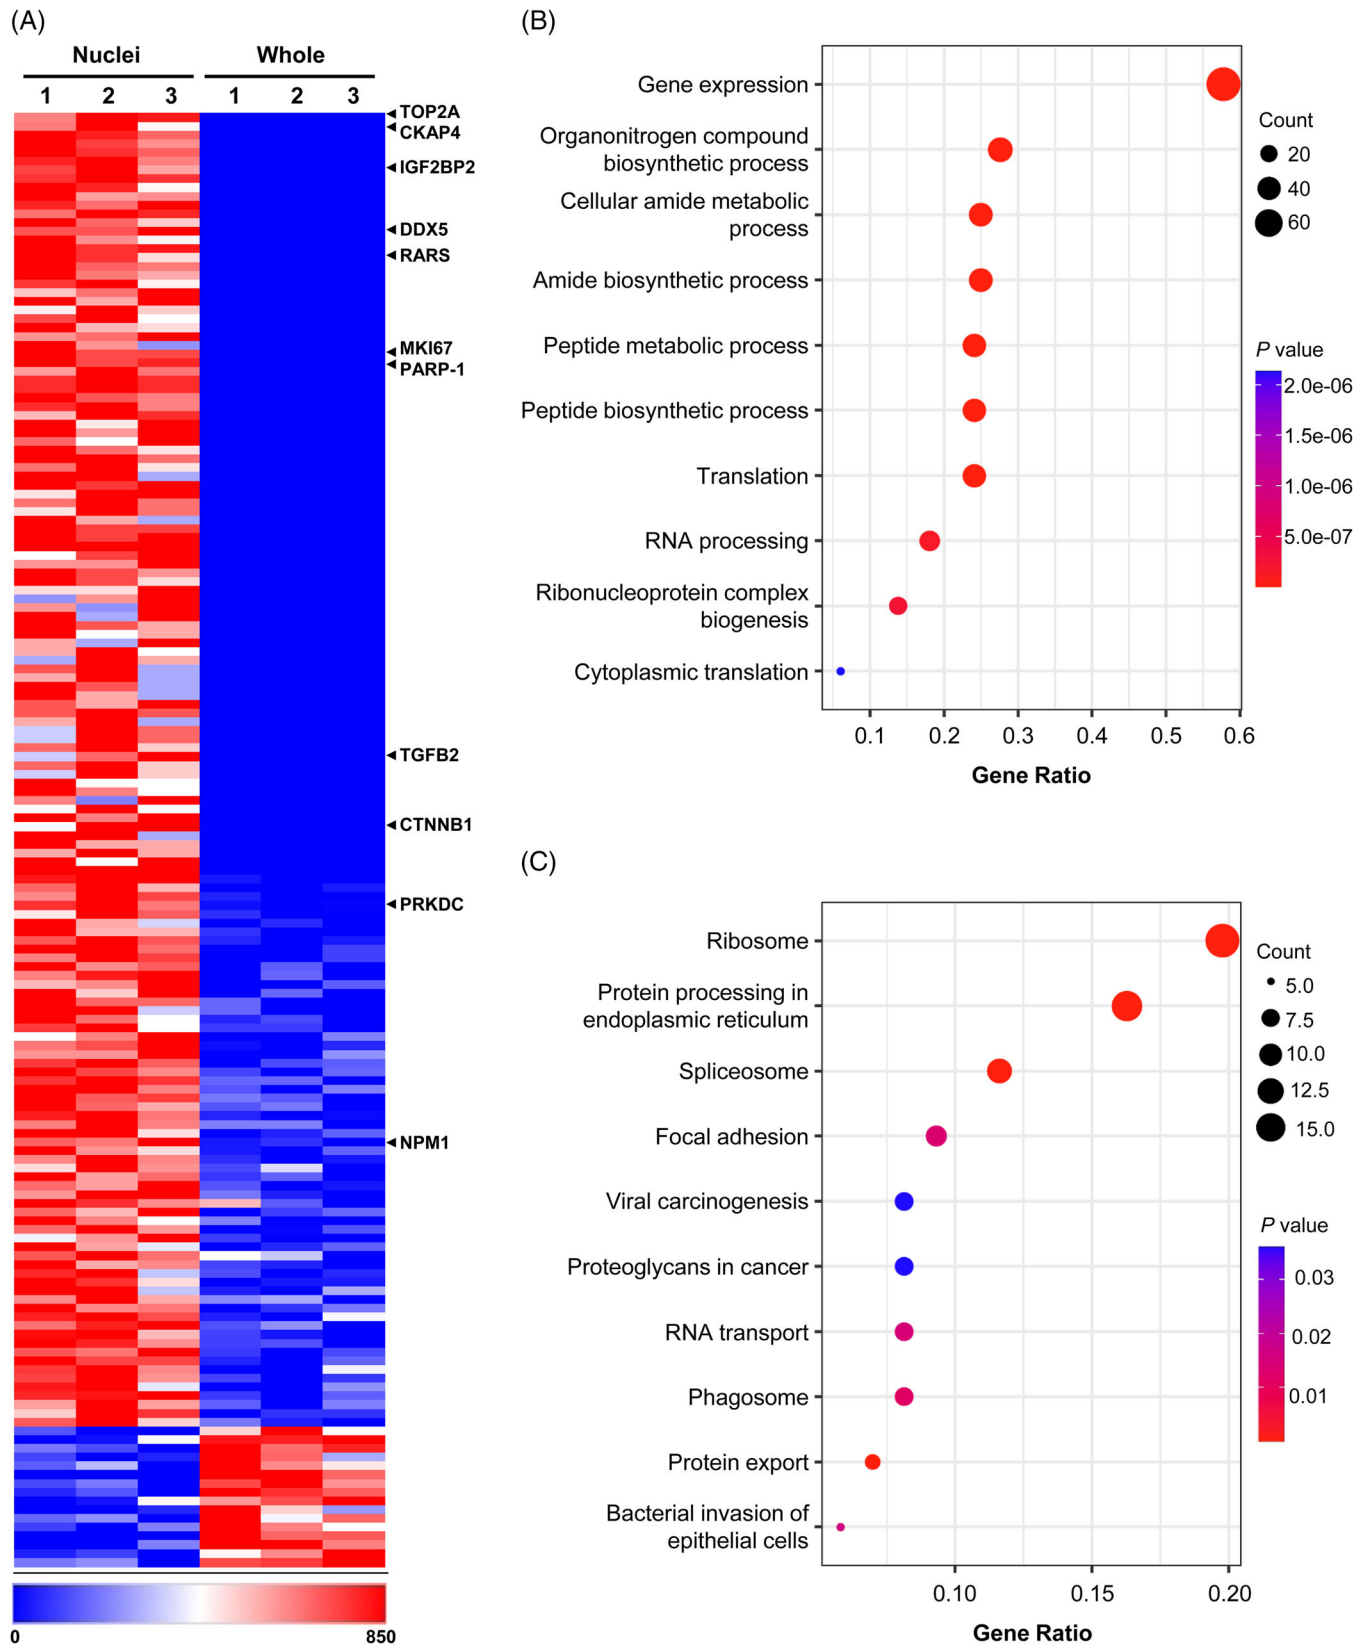 (A)
Nuclei
Whole
1 2 3 1 2 3
TOP2A
CKAP4
IGF2BP2
DDX5
RARS
MKI67
PARP-1
TGFB2
CTNNB1
PRKDC
NPM1
0
850
(B)
Gene expression
Organonitrogen compound
biosynthetic process
Cellular amide metabolic
process
Amide biosynthetic process
Peptide metabolic process
Peptide biosynthetic process
Translation
RNA processing
Ribonucleoprotein complex
biogenesis
Cytoplasmic translation
0.1 0.2 0.3 0.4 0.5 0.6
Gene Ratio
Count
20
40
60
P value
2.0e-06
1.5e-06
1.0e-06
5.0e-07
(C)
Ribosome
Protein processing in
endoplasmic reticulum
Spliceosome
Focal adhesion
Viral carcinogenesis
Proteoglycans in cancer
RNA transport
Phagosome
Protein export
Bacterial invasion of
epithelial cells
0.10 0.15 0.20
Gene Ratio
Count
5.0
7.5
10.0
12.5
15.0
P value
0.03
0.02
0.01